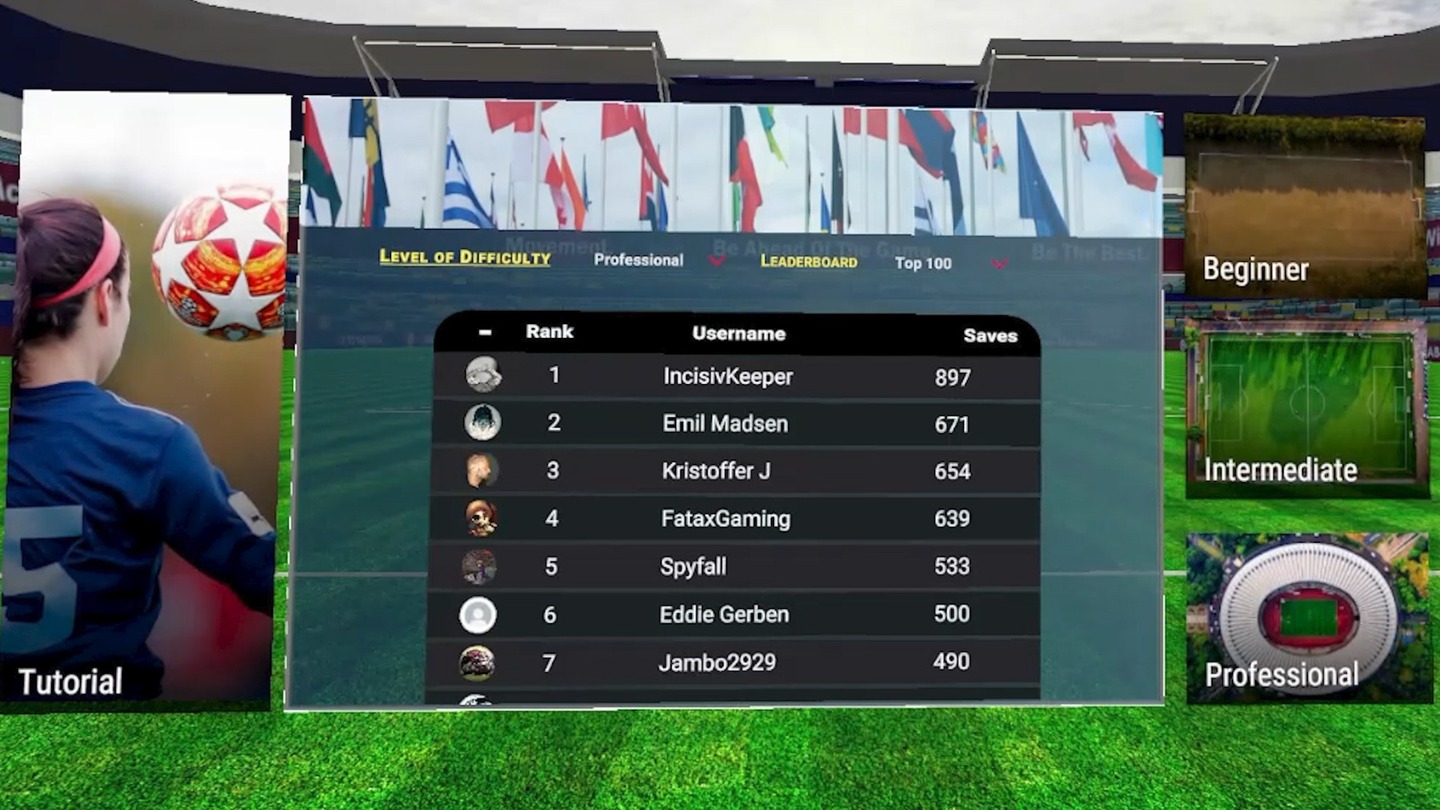 Movement
Be Ahead Of The Game
Be The Best.
LEVEL OF DIFFICULTY Professional LEADERBOARD Top 100
- Rank Username Saves
1 IncisivKeeper 897
2 Emil Madsen 671
3 Kristoffer J 654
4 FataxGaming 639
5 Spyfall 533
6 Eddie Gerben 500
7 Jambo2929 490
5
Tutorial
Beginner
Intermediate
Professional